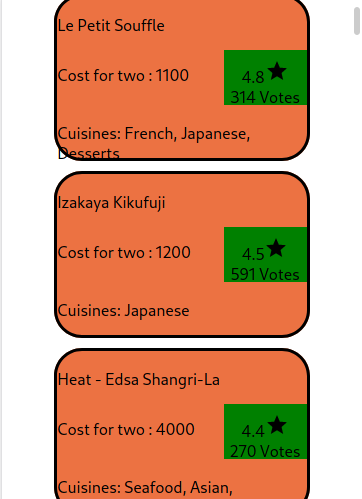 Le Petit Souffle
Cost for two : 1100
4.8
314 Votes
Cuisines: French, Japanese,
Desserts
Izakaya Kikufuji
Cost for two : 1200
4.5
591 Votes
Cuisines: Japanese
Heat - Edsa Shangri-La
Cost for two : 4000
4.4
270 Votes
Cuisines: Seafood, Asian,